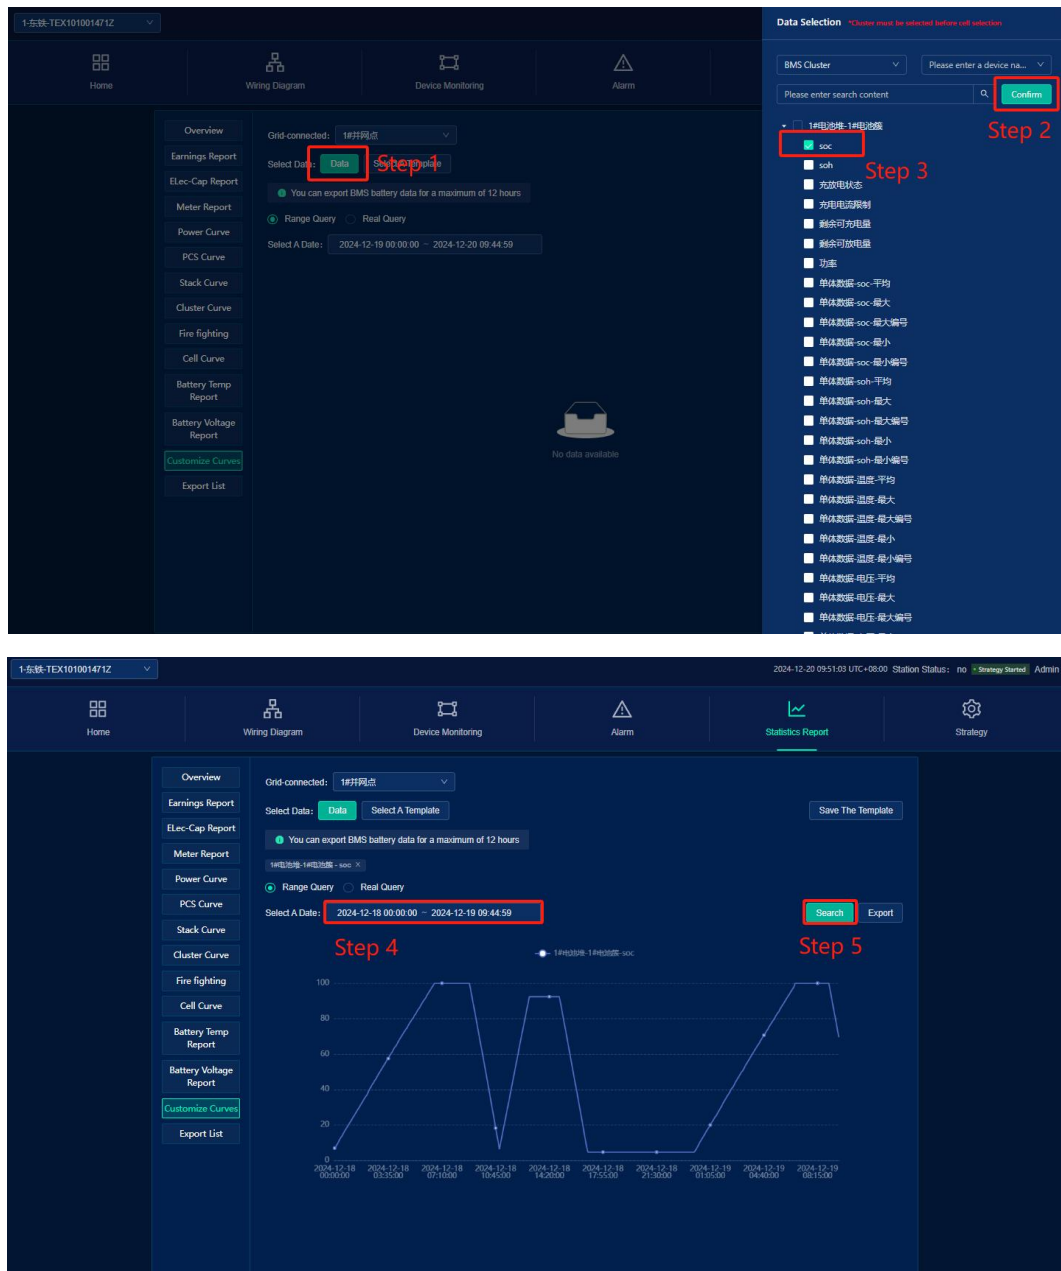 1-东铁-TEX101001471Z
Data Selection *Cluster must be selected before cell selection
Home
Wiring Diagram
Device Monitoring
Alarm
BMS Cluster
Please enter a device na...
Please enter search content
Confirm
Step 2
Overview
Earnings Report
ELec-Cap Report
Meter Report
Power Curve
PCS Curve
Stack Curve
Cluster Curve
Fire fighting
Cell Curve
Battery Temp
Report
Battery Voltage
Report
Customize Curves
Export List
Grid-connected: 1#并网点
Select Data: Data
Step 1
You can export BMS battery data for a maximum of 12 hours
Range Query Real Query
Select A Date: 2024-12-19 00:00:00 ~ 2024-12-20 09:44:59
No data available
1#电池堆-1#电池簇
soc
Step 3
soh
充放电状态
充电电流限制
剩余可充电量
剩余可放电量
功率
单体数据-soc-平均
单体数据-soc-最大
单体数据-soc-最大编号
单体数据-soc-最小
单体数据-soc-最小编号
单体数据-soh-平均
单体数据-soh-最大
单体数据-soh-最大编号
单体数据-soh-最小
单体数据-soh-最小编号
单体数据-温度-平均
单体数据-温度-最大
单体数据-温度-最大编号
单体数据-温度-最小
单体数据-温度-最小编号
单体数据-电压-平均
单体数据-电压-最大
单体数据-电压-最大编号
1-东铁-TEX101001471Z
2024-12-20 09:51:03 UTC+08:00 Station Status: no Strategy Started Admin
Home
Wiring Diagram
Device Monitoring
Alarm
Statistics Report
Strategy
Overview
Earnings Report
ELec-Cap Report
Meter Report
Power Curve
PCS Curve
Stack Curve
Cluster Curve
Fire fighting
Cell Curve
Battery Temp
Report
Battery Voltage
Report
Customize Curves
Export List
Grid-connected: 1#并网点
Select Data: Data Select A Template
Save The Template
You can export BMS battery data for a maximum of 12 hours
1#电池堆-1#电池簇 - soc ×
Range Query Real Query
Select A Date: 2024-12-18 00:00:00 ~ 2024-12-19 09:44:59
Search Export
Step 4
Step 5
1#电池堆-1#电池簇-soc
100
80
60
40
20
0
2024-12-18 2024-12-18 2024-12-18 2024-12-18 2024-12-18 2024-12-18 2024-12-18 2024-12-19 2024-12-19 2024-12-19
00:00:00 03:35:00 07:10:00 10:45:00 14:20:00 17:55:00 21:30:00 01:05:00 04:40:00 08:15:00